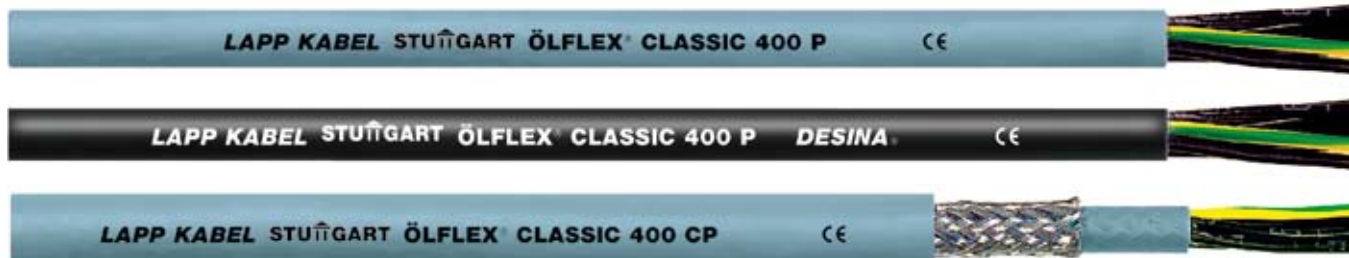 LAPP KABEL STUTTGART ÖLFLEX® CLASSIC 400 P CE
LAPP KABEL STUTTGART ÖLFLEX® CLASSIC 400 P DESINA® CE
LAPP KABEL STUTTGART ÖLFLEX® CLASSIC 400 CP CE